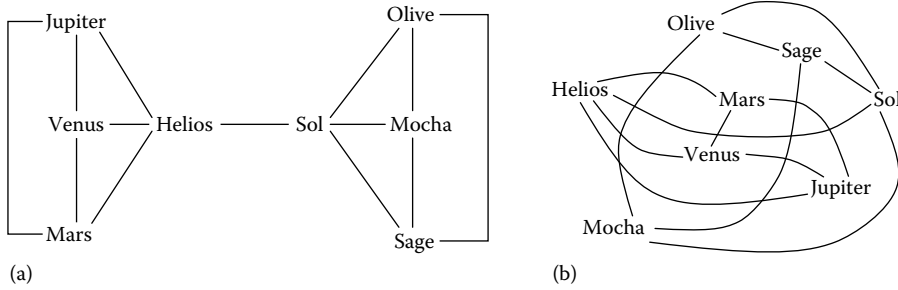 Jupiter
Venus
Mars
Helios
Sol
Olive
Mocha
Sage
(a)
Olive
Sage
Helios
Mars
Sol
Venus
Jupiter
Mocha
(b)